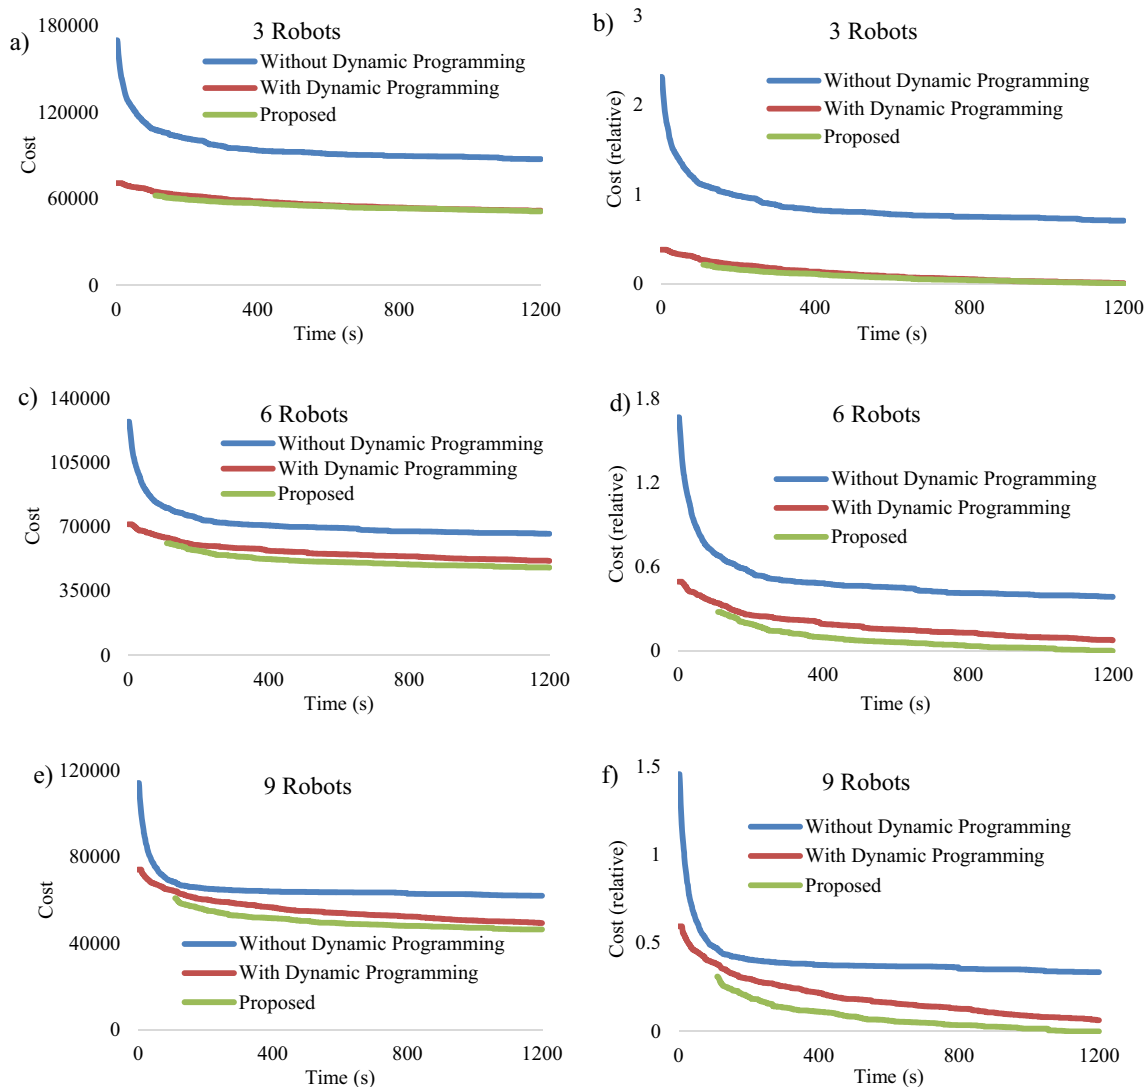 a)
3 Robots
180000
120000
60000
0
Cost
Without Dynamic Programming
With Dynamic Programming
Proposed
0 400 800 1200
Time (s)
b)
3 Robots
3
2
1
0
Cost (relative)
Without Dynamic Programming
With Dynamic Programming
Proposed
0 400 800 1200
Time (s)
c)
6 Robots
140000
105000
70000
35000
0
Cost
Without Dynamic Programming
With Dynamic Programming
Proposed
0 400 800 1200
Time (s)
d)
6 Robots
1.8
1.2
0.6
0
Cost (relative)
Without Dynamic Programming
With Dynamic Programming
Proposed
0 400 800 1200
Time (s)
e)
9 Robots
120000
80000
40000
0
Cost
Without Dynamic Programming
With Dynamic Programming
Proposed
0 400 800 1200
Time (s)
f)
9 Robots
1.5
1
0.5
0
Cost (relative)
Without Dynamic Programming
With Dynamic Programming
Proposed
0 400 800 1200
Time (s)